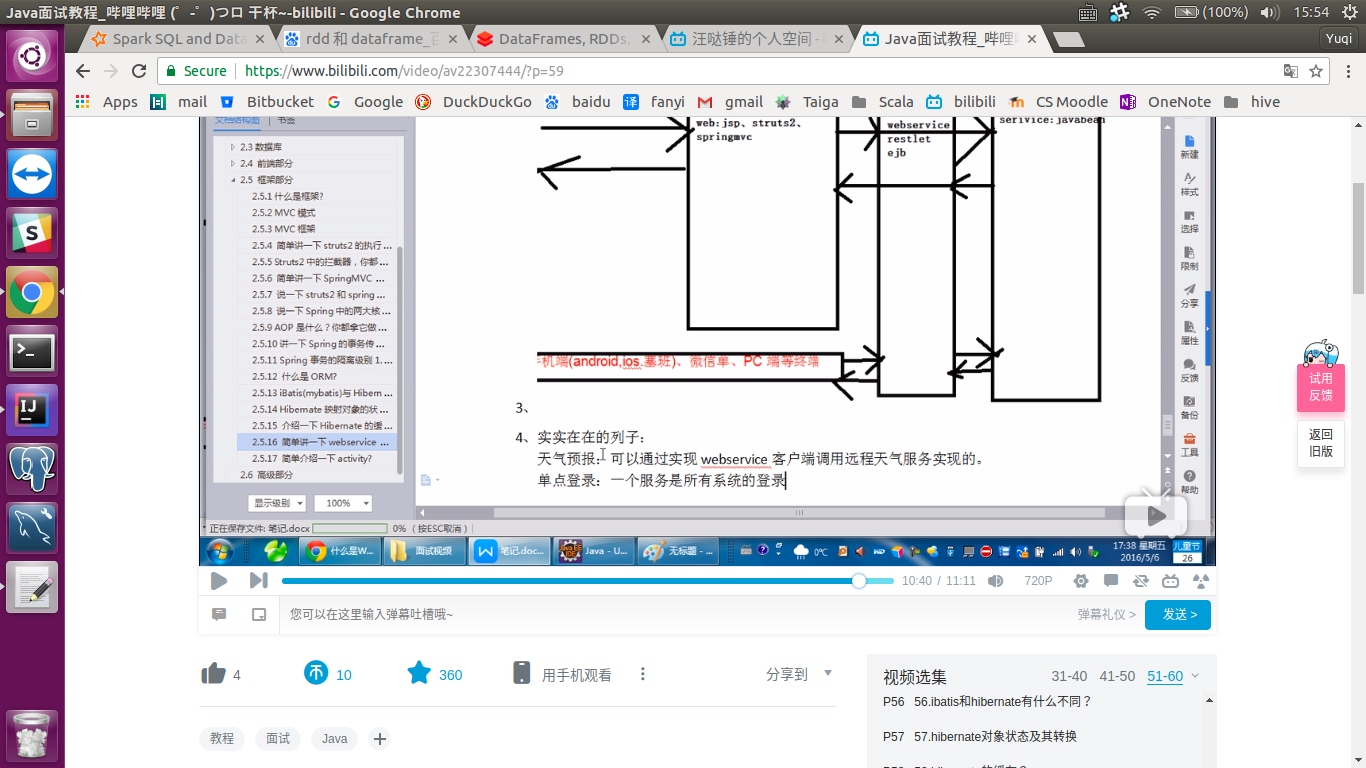 Java面试教程_哔哩哔哩 (゜-゜)つロ 干杯~-bilibili - Google Chrome
(100%) 15:54
Spark SQL and Data
rdd 和 dataframe_百
DataFrames, RDDs,
汪哒锤的个人空间 -
Java面试教程_哔哩
Yuqi
Secure https://www.bilibili.com/video/av22307444/?p=59
Apps mail Bitbucket Google DuckDuckGo baidu fanyi gmail Taiga Scala bilibili CS Moodle OneNote hive
文档结构图 书签
2.3 数据库
2.4 前端部分
2.5 框架部分
2.5.1 什么是框架?
2.5.2 MVC 模式
2.5.3 MVC 框架
2.5.4 简单讲一下 struts2 的执行 ...
2.5.5 Struts2 中的拦截器，你都 ...
2.5.6 简单讲一下 SpringMVC ...
2.5.7 说一下 struts2 和 spring ...
2.5.8 说一下 Spring 中的两大核 ...
2.5.9 AOP 是什么？你都拿它做 ...
2.5.10 讲一下 Spring 的事务传 ...
2.5.11 Spring 事务的隔离级别 1. ...
2.5.12 什么是 ORM?
2.5.13 iBatis(mybatis)与 Hibern ...
2.5.14 Hibernate 映射对象的状 ...
2.5.15 介绍一下 Hibernate 的缓 ...
2.5.16 简单讲一下 webservice ...
2.5.17 简单介绍一下 activity?
2.6 高级部分
显示级别 100%
正在保存文件: 笔记.docx 0% （按ESC取消）
web:jsp、struts2、
springmvc
webservice
restlet
ejb
serivice:javabean
手机端(android,ios.塞班)、微信单、PC 端等终端
3、
4、实实在在的列子：
天气预报：可以通过实现 webservice 客户端调用远程天气服务实现的。
单点登录：一个服务是所有系统的登录
新建
样式
选择
限制
分享
属性
反馈
备份
工具
帮助
什么是W... 面试视频 笔记.doc... Java - U... 无标题 - ... 0℃ 17:38 星期五
2016/5/6
儿童节
26
10:40 / 11:11 720P
您可以在这里输入弹幕吐槽哦~ 弹幕礼仪 > 发送 >
4 10 360 用手机观看 分享到
教程 面试 Java +
视频选集 31-40 41-50 51-60
P56 56.ibatis和hibernate有什么不同？
P57 57.hibernate对象状态及其转换
试用
反馈
返回
旧版